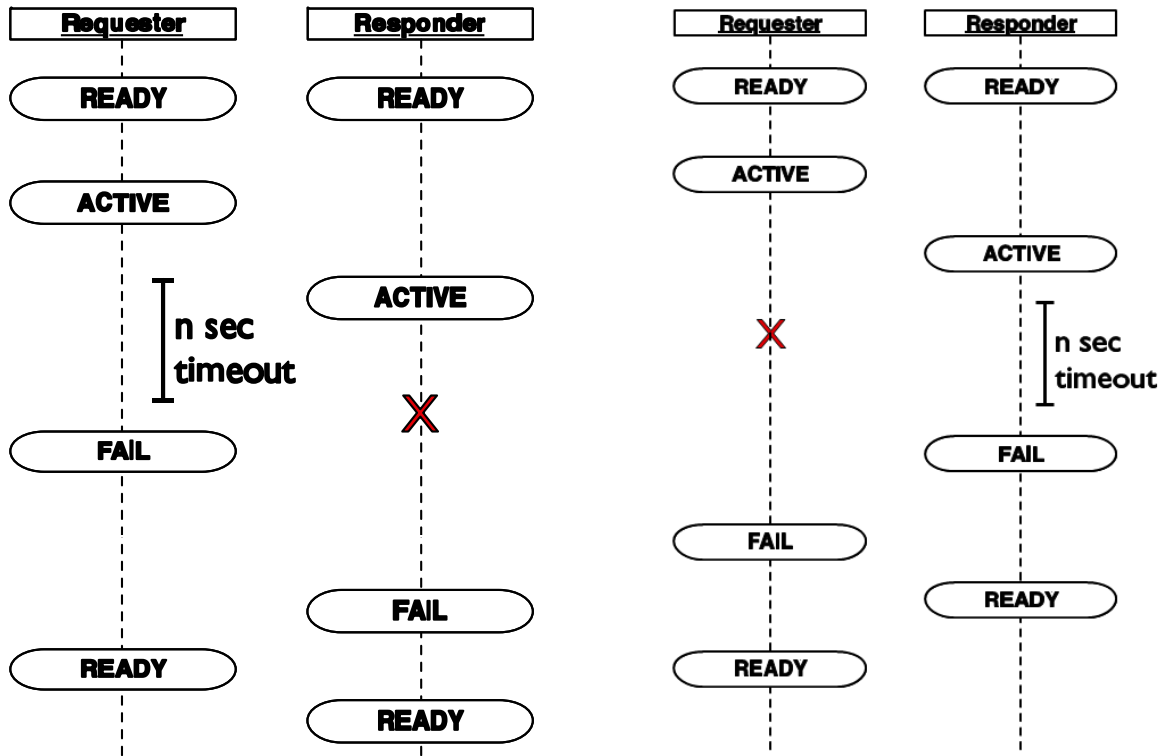 Requester
Responder
READY
READY
ACTIVE
ACTIVE
n sec
timeout
FAIL
FAIL
READY
READY
Requester
Responder
READY
READY
ACTIVE
ACTIVE
n sec
timeout
FAIL
FAIL
READY
READY